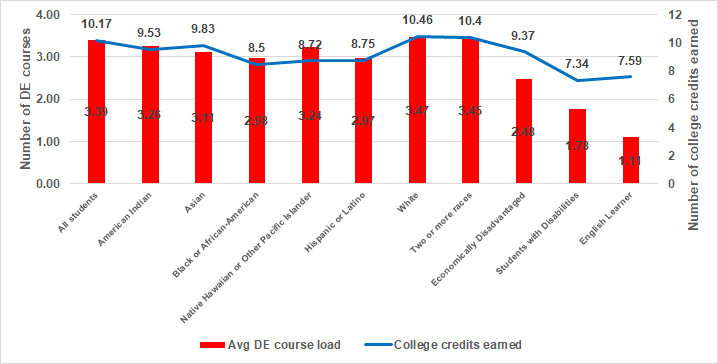 10.17 9.53 9.83 8.5 8.72 8.75 10.46 10.4 9.37 7.34 7.59
4.00 3.00 2.00 1.00 0.00
Number of DE courses
3.39 3.26 3.11 2.98 3.24 2.97 3.47 3.45 2.48 1.78 1.11
12 10 8 6 4 2 0
Number of college credits earned
All students
American Indian
Asian
Black or African-American
Native Hawaiian or Other Pacific Islander
Hispanic or Latino
White
Two or more races
Economically Disadvantaged
Students with Disabilities
English Learner
Avg DE course load College credits earned